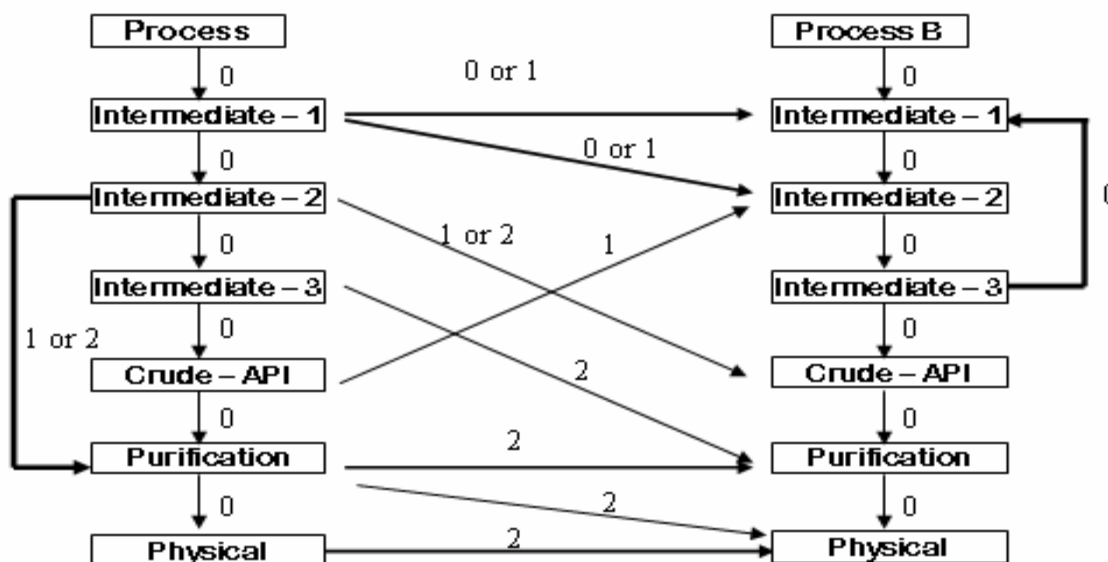 Process
Process B
0
0 or 1
0
Intermediate – 1
Intermediate – 1
0
0 or 1
0
Intermediate – 2
Intermediate – 2
0
1 or 2
1
0
Intermediate – 3
Intermediate – 3
1 or 2
0
0
Crude – API
2
Crude – API
0
2
0
Purification
Purification
0
2
0
Physical
2
Physical